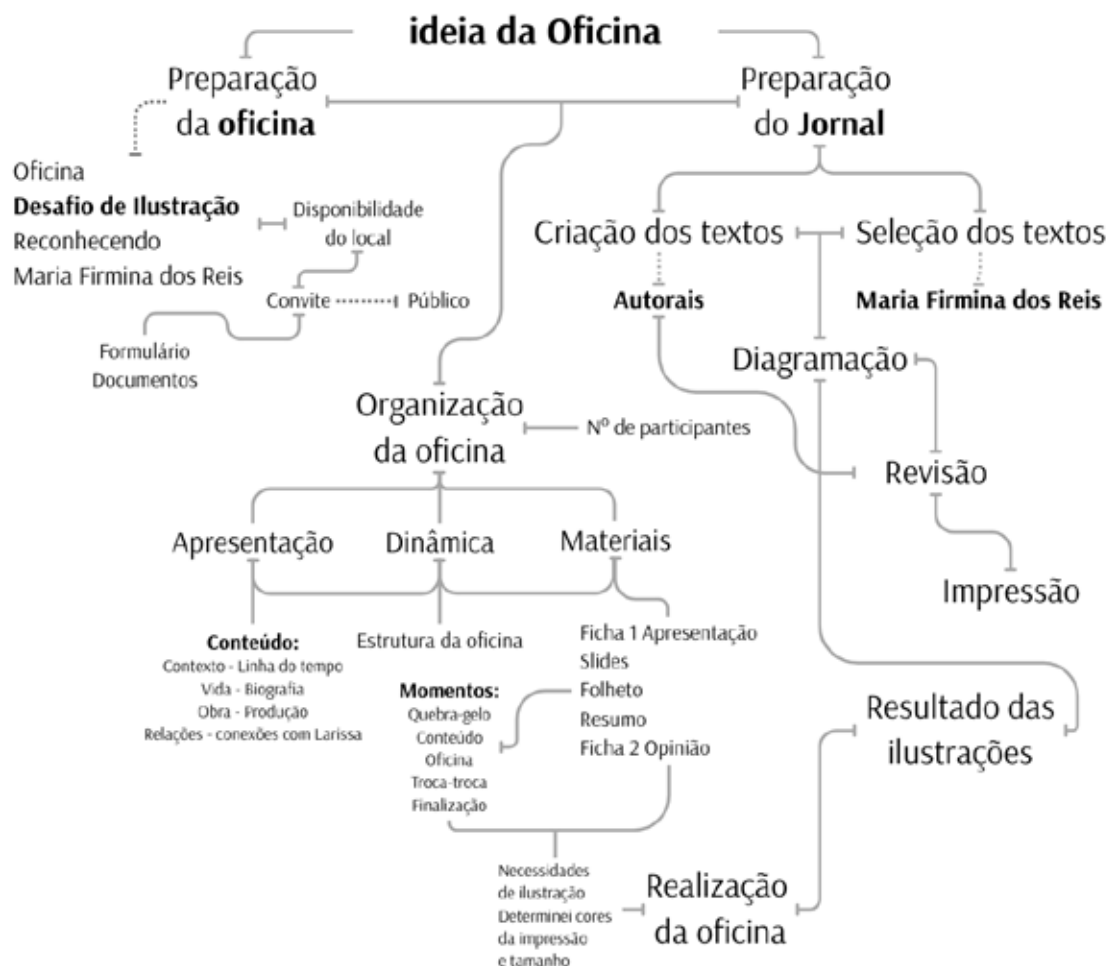 ideia da Oficina
Preparação
da oficina
Preparação
do Jornal
Oficina
Desafio de Ilustração
Reconhecendo
Maria Firmina dos Reis
Disponibilidade
do local
Convite
Público
Formulário
Documentos
Criação dos textos
Seleção dos textos
Autorais
Maria Firmina dos Reis
Diagramação
Revisão
Impressão
Organização
da oficina
Nº de participantes
Apresentação
Dinâmica
Materiais
Conteúdo:
Contexto - Linha do tempo
Vida - Biografia
Obra - Produção
Relações - conexões com Larissa
Estrutura da oficina
Momentos:
Quebra-gelo
Conteúdo
Oficina
Troca-troca
Finalização
Ficha 1 Apresentação
Slides
Folheto
Resumo
Ficha 2 Opinião
Resultado das
ilustrações
Necessidades
de ilustração
Determinei cores
da impressão
e tamanho
Realização
da oficina